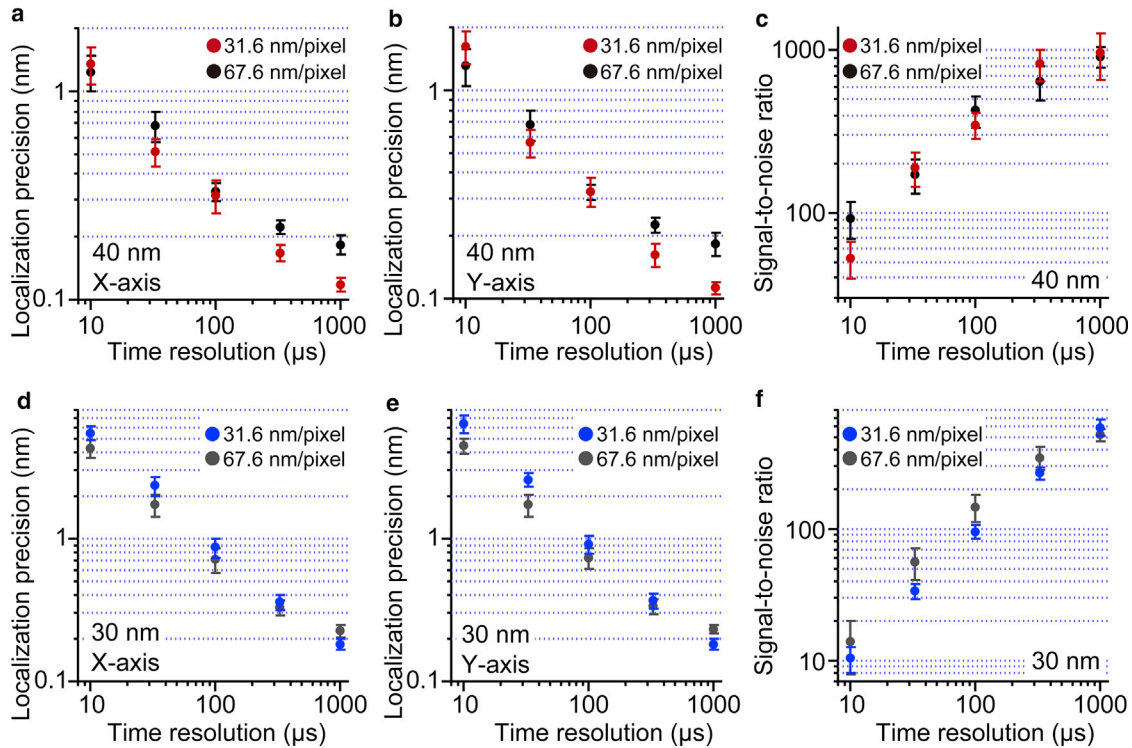 a
Localization precision (nm)
1
0.1
31.6 nm/pixel
67.6 nm/pixel
40 nm
X-axis
10
100
1000
Time resolution (µs)
b
Localization precision (nm)
1
0.1
31.6 nm/pixel
67.6 nm/pixel
40 nm
Y-axis
10
100
1000
Time resolution (µs)
c
Signal-to-noise ratio
1000
100
31.6 nm/pixel
67.6 nm/pixel
40 nm
10
100
1000
Time resolution (µs)
d
Localization precision (nm)
1
0.1
31.6 nm/pixel
67.6 nm/pixel
30 nm
X-axis
10
100
1000
Time resolution (µs)
e
Localization precision (nm)
1
0.1
31.6 nm/pixel
67.6 nm/pixel
30 nm
Y-axis
10
100
1000
Time resolution (µs)
f
Signal-to-noise ratio
100
10
31.6 nm/pixel
67.6 nm/pixel
30 nm
10
100
1000
Time resolution (µs)